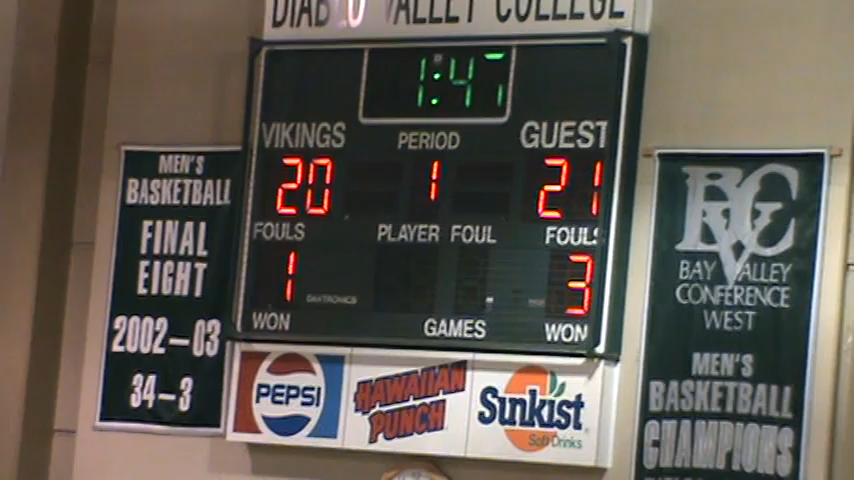 DIABLO VALLEY COLLEGE
1:47
VIKINGS PERIOD GUEST
20 1 21
FOULS PLAYER FOUL FOULS
1 3
DAKTRONICS
WON GAMES WON
PEPSI
HAWAIIAN
PUNCH
Sunkist
Soft Drinks
MEN'S
BASKETBALL
FINAL
EIGHT
2002-03
34-3
BVC
BAY VALLEY
CONFERENCE
WEST
MEN'S
BASKETBALL
CHAMPIONS